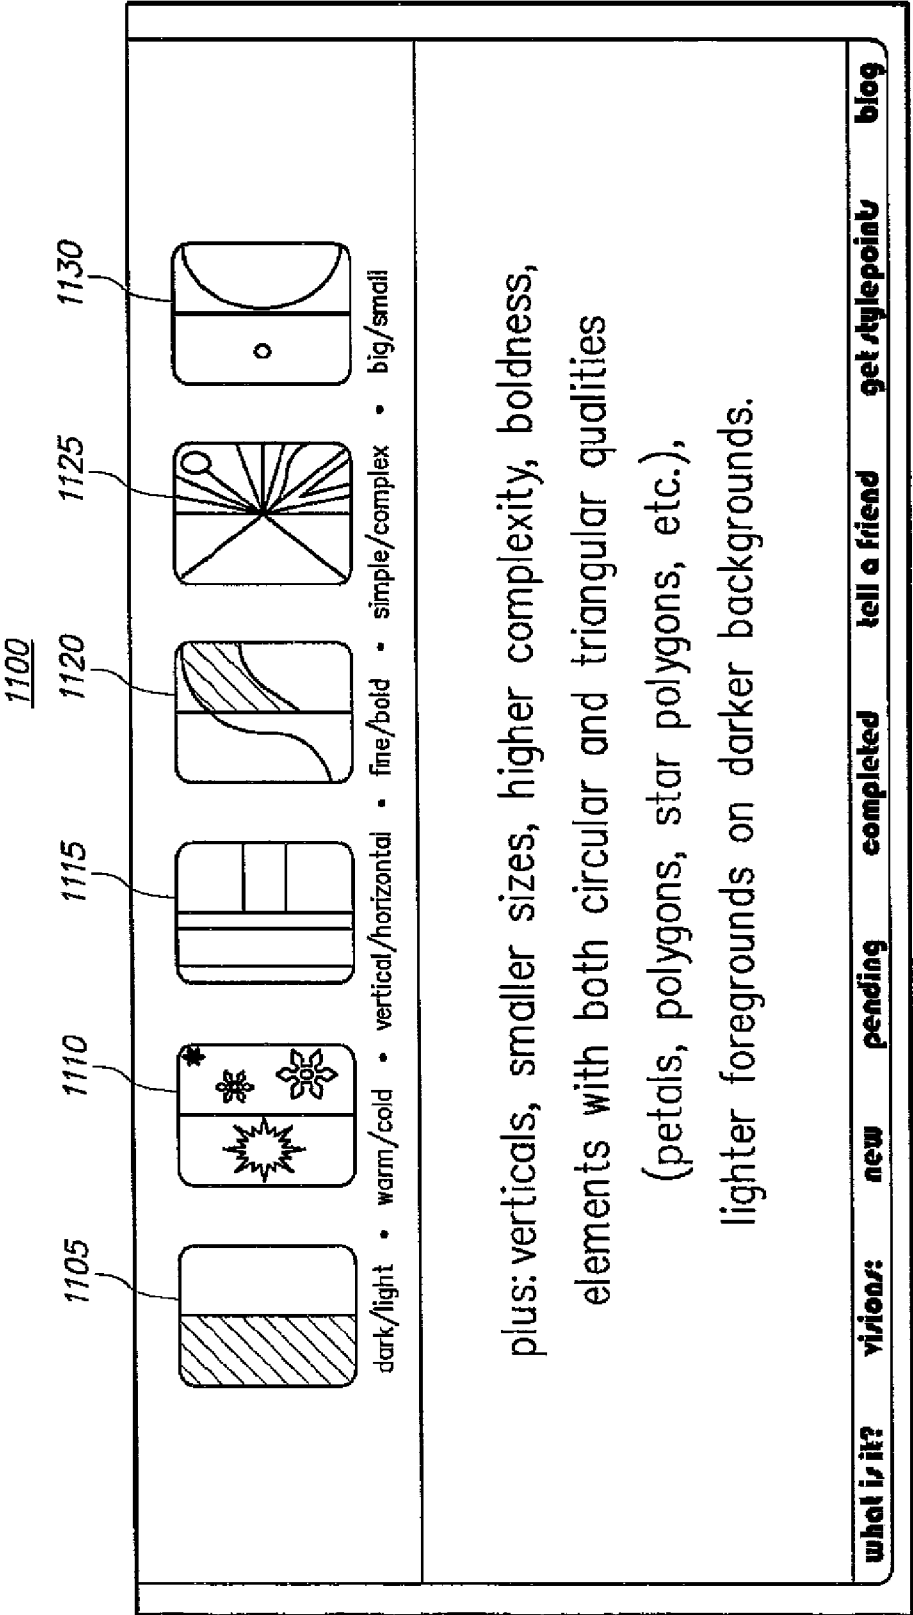 1100
1105 1110 1115 1120 1125 1130
dark/light • warm/cold • vertical/horizontal • fine/bold • simple/complex • big/small
plus: verticals, smaller sizes, higher complexity, boldness,
elements with both circular and triangular qualities
(petals, polygons, star polygons, etc.),
lighter foregrounds on darker backgrounds.
what is it? visions: new pending completed tell a friend get stylepoints blog